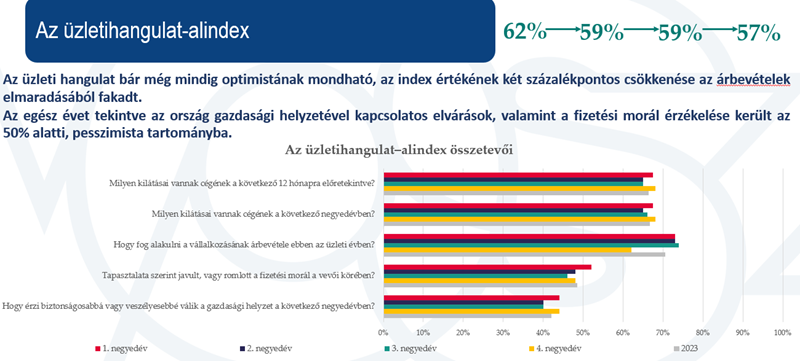 Az üzletihangulat-alindex
62% 59% 59% 57%
Az üzleti hangulat bár még mindig optimistának mondható, az index értékének két százalékpontos csökkenése az árbevételek
elmaradásából fakadt.
Az egész évet tekintve az ország gazdasági helyzetével kapcsolatos elvárások, valamint a fizetési morál érzékelése került az
50% alatti, pesszimista tartományba.
Az üzletihangulat–alindex összetevői
Milyen kilátásai vannak cégének a következő 12 hónapra előretekintve?
Milyen kilátásai vannak cégének a következő negyedévben?
Hogy fog alakulni a vállalkozásának árbevétele ebben az üzleti évben?
Tapasztalata szerint javult, vagy romlott a fizetési morál a vevői körében?
Hogy érzi biztonságosabbá vagy veszélyesebbé válik a gazdasági helyzet a következő negyedévben?
0% 10% 20% 30% 40% 50% 60% 70% 80% 90% 100%
1. negyedév 2. negyedév 3. negyedév 4. negyedév 2023